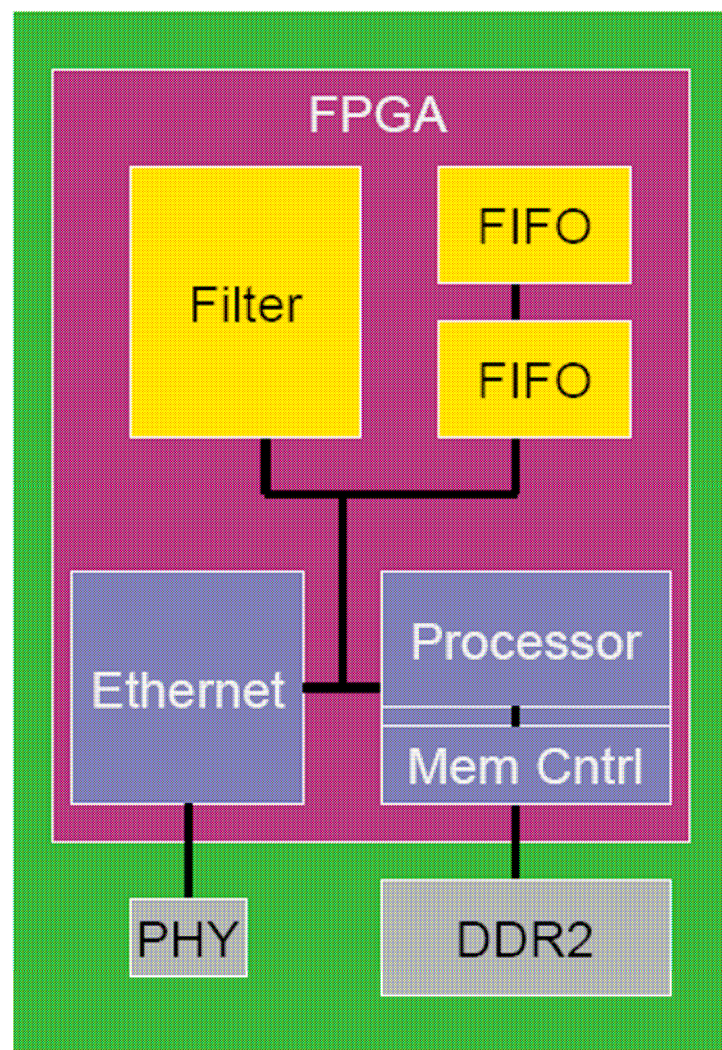 FPGA
Filter
FIFO
FIFO
Ethernet
Processor
Mem Cntrl
PHY
DDR2